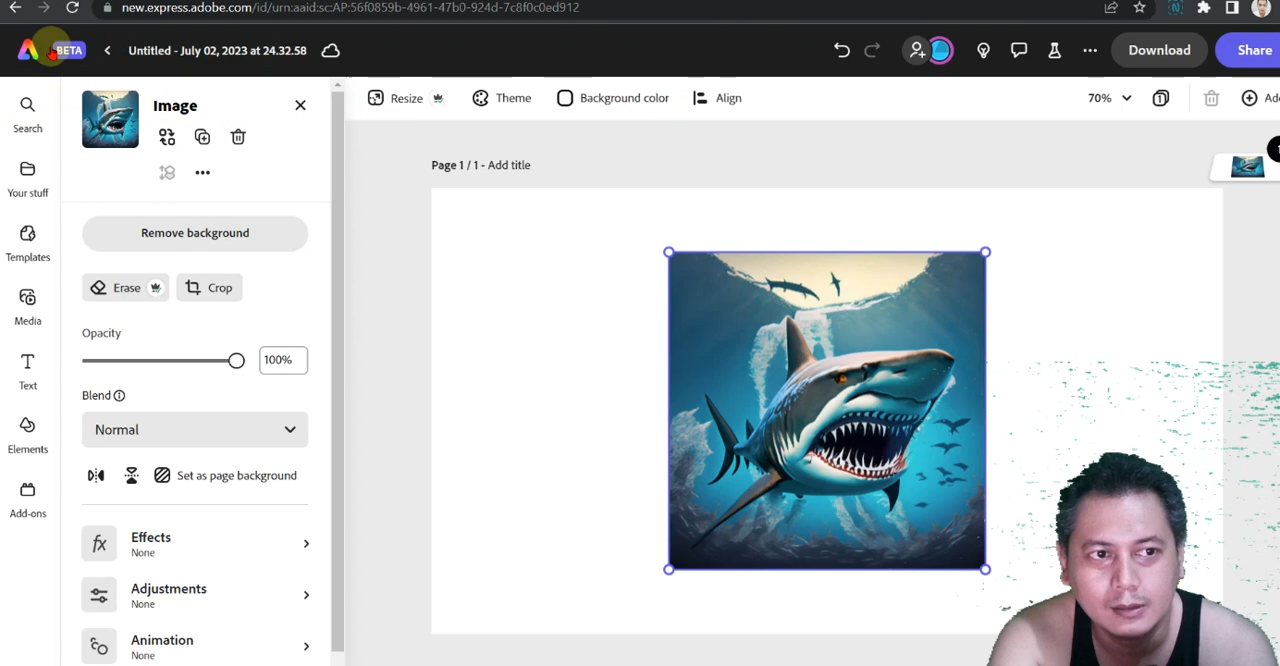 new.express.adobe.com/id/urn:aaid:sc:AP:56f0859b-4961-47b0-924d-7c8f0c0ed912
BETA
Untitled - July 02, 2023 at 24.32.58
Download
Share
Search
Your stuff
Templates
Media
Text
Elements
Add-ons
Image
Remove background
Erase
Crop
Opacity
100%
Blend
Normal
Set as page background
fx
Effects
None
Adjustments
None
Animation
None
Resize
Theme
Background color
Align
70%
1
Page 1 / 1 - Add title